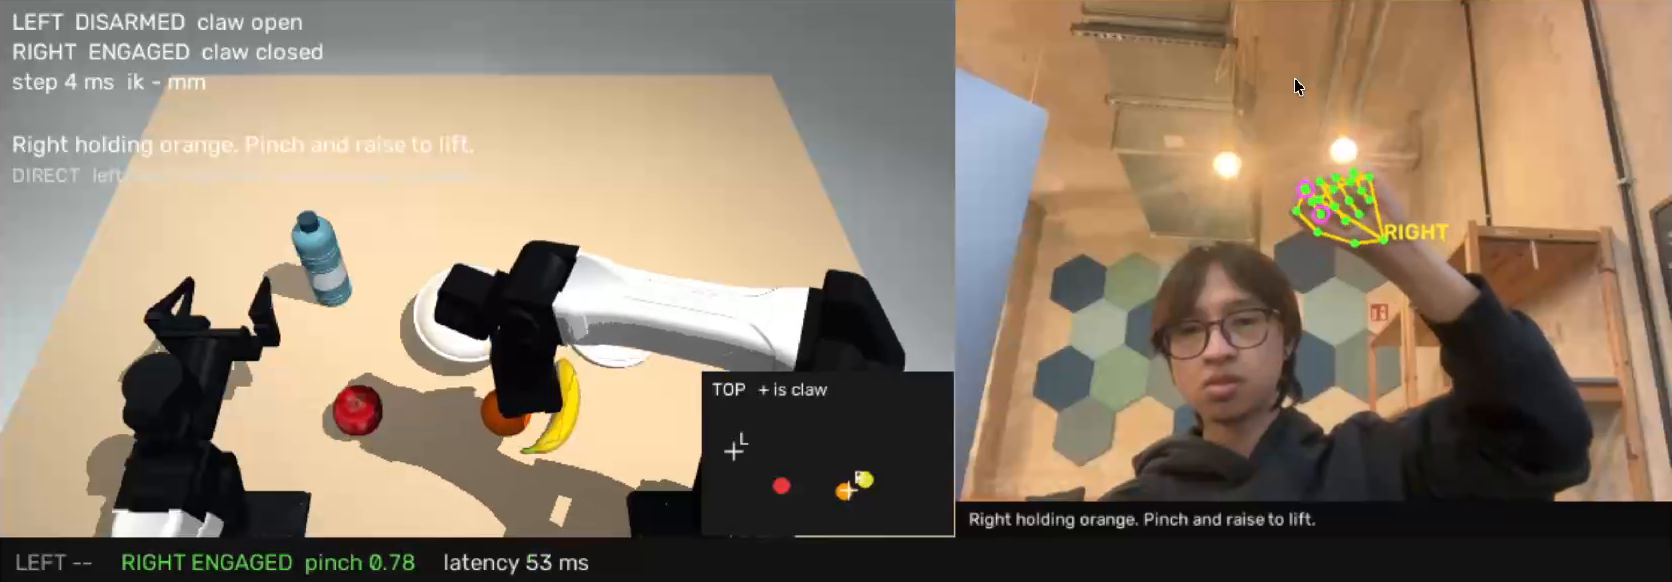 LEFT DISARMED claw open
RIGHT ENGAGED claw closed
step 4 ms ik - mm
Right holding orange. Pinch and raise to lift.
DIRECT left
TOP + is claw
L
R
RIGHT
Right holding orange. Pinch and raise to lift.
LEFT -- RIGHT ENGAGED pinch 0.78 latency 53 ms